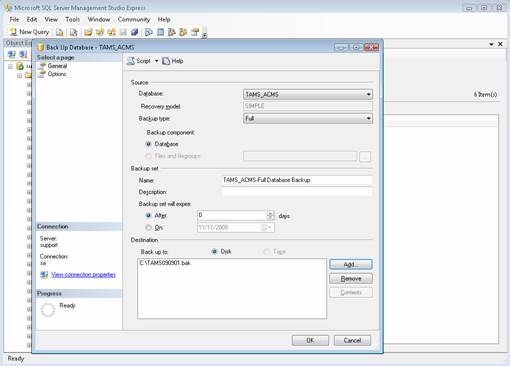 Microsoft SQL Server Management Studio Express
File Edit View Tools Window Community Help
New Query
Object Exp
Back Up Database - TAMS_ACMS
Select a page
General
Options
Script Help
Source
Database: TAMS_ACMS
Recovery model: SIMPLE
Backup type: Full
Backup component:
Database
Files and filegroups:
Backup set
Name: TAMS_ACMS-Full Database Backup
Description:
Backup set will expire:
After: 0 days
On: 11/11/2009
Destination
Back up to: Disk Tape
C:\TAMS090901.bak
Add...
Remove
Contents
Connection
Server:
support
Connection:
sa
View connection properties
Progress
Ready
OK Cancel
6 Item(s)
Ready